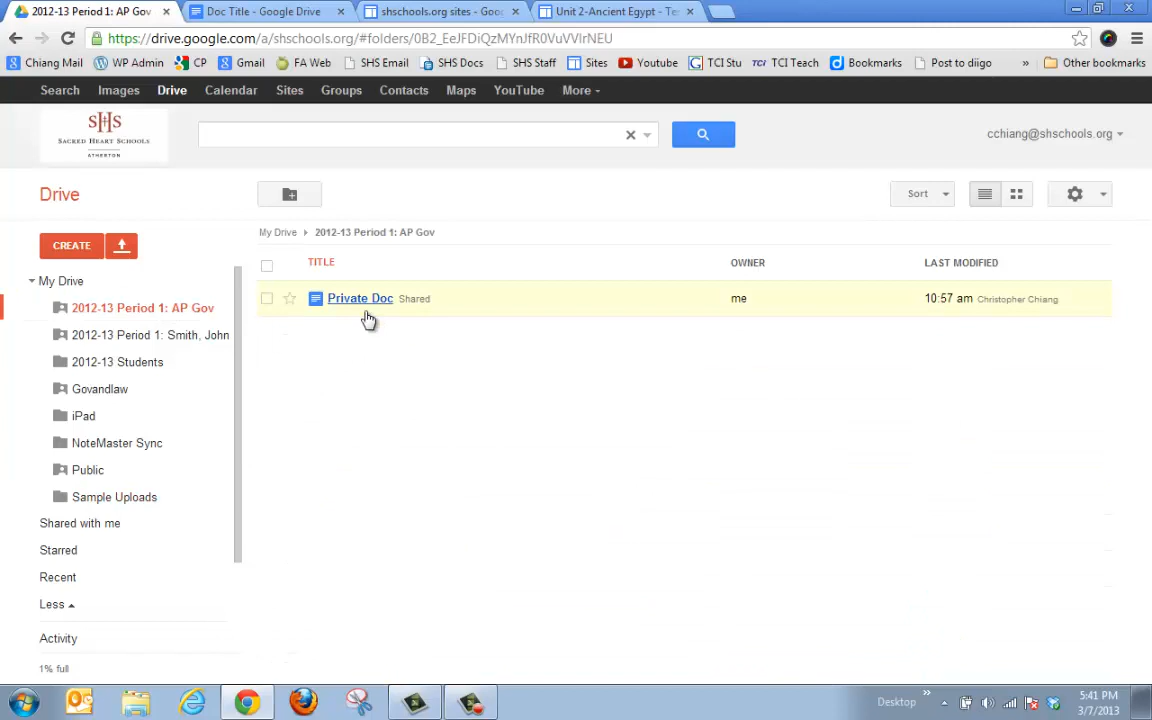 2012-13 Period 1: AP Gov
Doc Title - Google Drive
shschools.org sites - Goo
Unit 2-Ancient Egypt - Te
https://drive.google.com/a/shschools.org/#folders/0B2_EeJFDiQzMYnJfR0VuVVlrNEU
Chiang Mail
WP Admin
CP
Gmail
FA Web
SHS Email
SHS Docs
SHS Staff
Sites
Youtube
TCI Stu
TCI Teach
Bookmarks
Post to diigo
»
Other bookmarks
Search Images Drive Calendar Sites Groups Contacts Maps YouTube More
SHS
SACRED HEART SCHOOLS
ATHERTON
cchiang@shschools.org
Drive
Sort
My Drive 2012-13 Period 1: AP Gov
CREATE
TITLE OWNER LAST MODIFIED
My Drive
Private Doc Shared me 10:57 am Christopher Chiang
2012-13 Period 1: AP Gov
2012-13 Period 1: Smith, John
2012-13 Students
Govandlaw
iPad
NoteMaster Sync
Public
Sample Uploads
Shared with me
Starred
Recent
Less
Activity
1% full
Desktop »
5:41 PM
3/7/2013